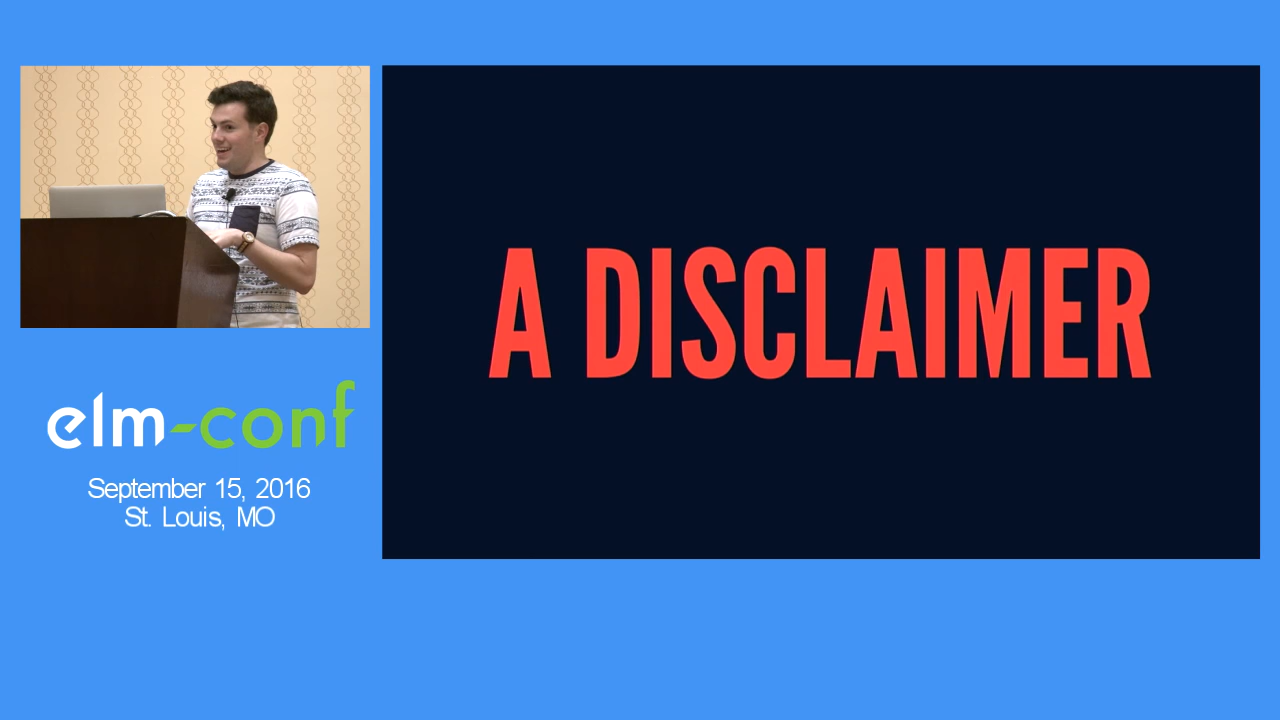 A DISCLAIMER
elm-conf
September 15, 2016
St. Louis, MO